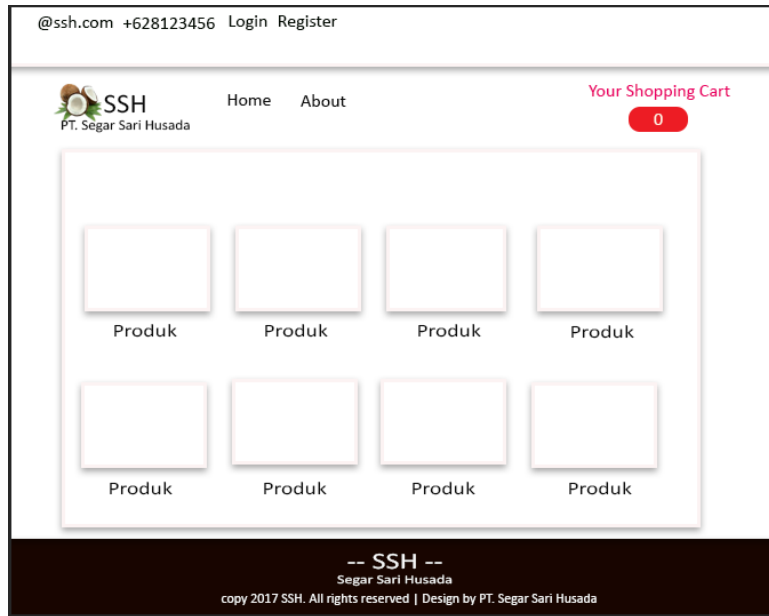 @ssh.com +628123456 Login Register
SSH
PT. Segar Sari Husada
Home About
Your Shopping Cart
0
Produk Produk Produk Produk
Produk Produk Produk Produk
-- SSH --
Segar Sari Husada
copy 2017 SSH. All rights reserved | Design by PT. Segar Sari Husada